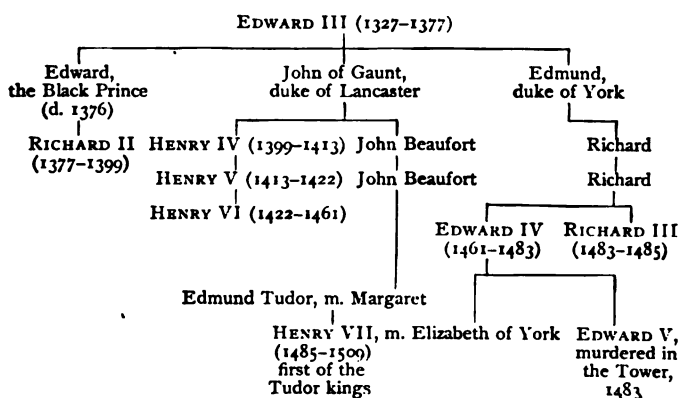 EDWARD III (1327–1377)
Edward, John of Gaunt, Edmund,
the Black Prince duke of Lancaster duke of York
(d. 1376)
RICHARD II HENRY IV (1399–1413) John Beaufort Richard
(1377–1399)
HENRY V (1413–1422) John Beaufort Richard
HENRY VI (1422–1461)
EDWARD IV RICHARD III
(1461–1483) (1483–1485)
Edmund Tudor, m. Margaret
HENRY VII, m. Elizabeth of York EDWARD V,
(1485–1509) murdered in
first of the the Tower,
Tudor kings 1483